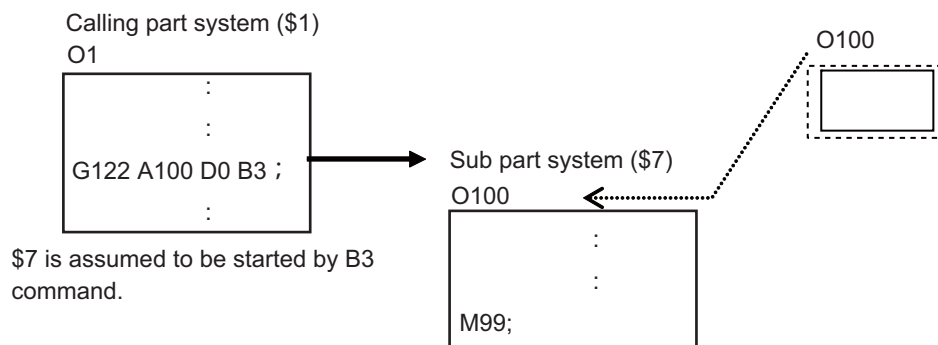 Calling part system ($1)
O1
:
:
G122 A100 D0 B3 ;
:
$7 is assumed to be started by B3
command.
Sub part system ($7)
O100
:
:
M99;
O100